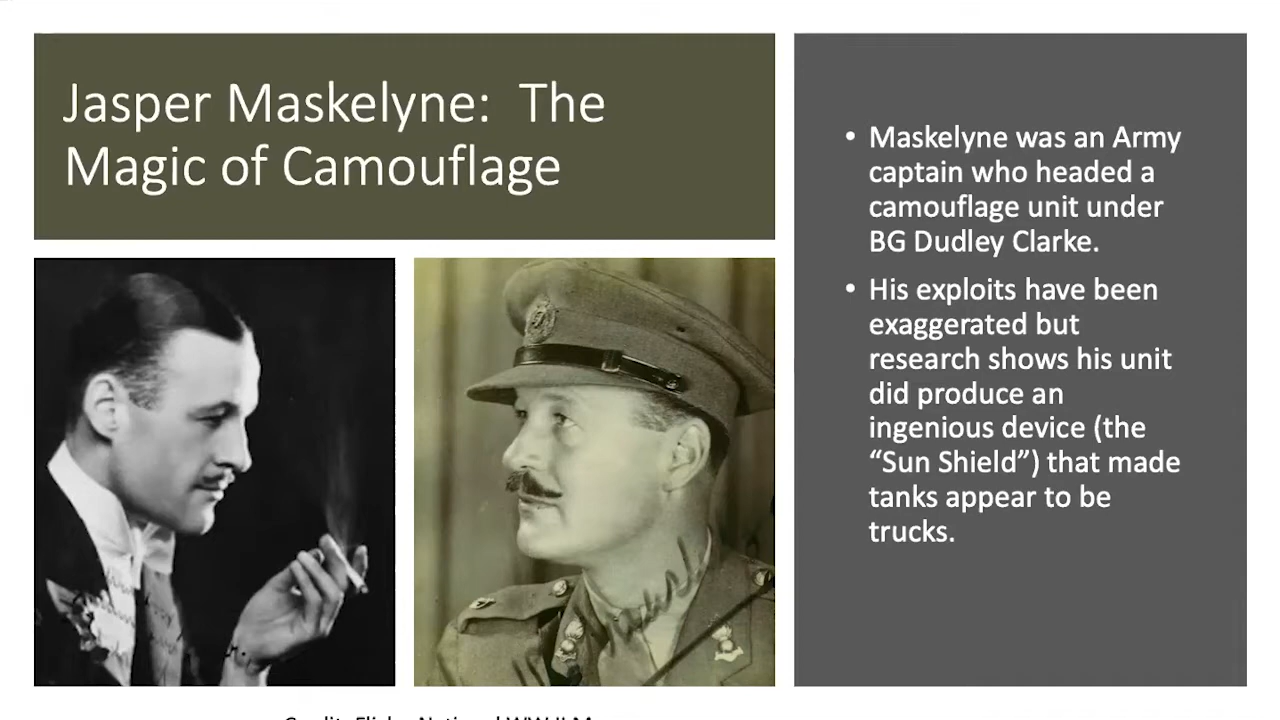 Jasper Maskelyne: The
Magic of Camouflage
• Maskelyne was an Army
captain who headed a
camouflage unit under
BG Dudley Clarke.
• His exploits have been
exaggerated but
research shows his unit
did produce an
ingenious device (the
“Sun Shield”) that made
tanks appear to be
trucks.